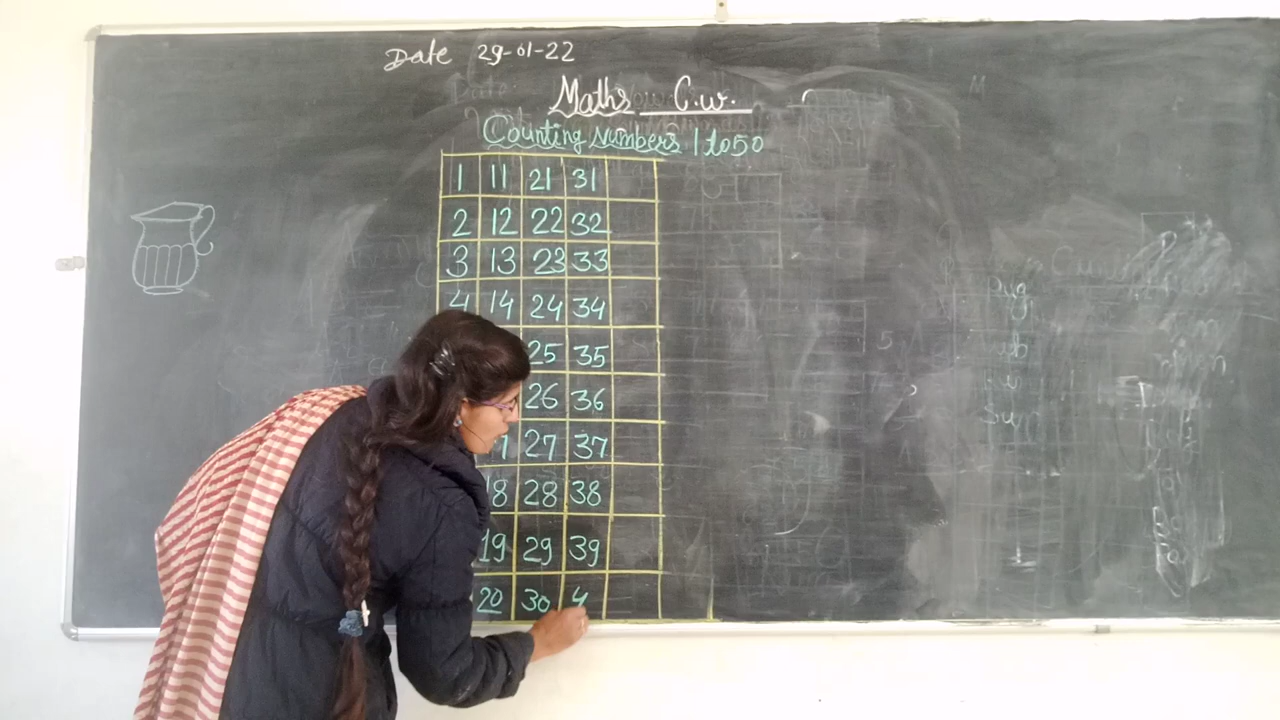 Date 29-01-22
Maths C.w.
Counting Numbers 1 to 50
1 11 21 31
2 12 22 32
3 13 23 33
4 14 24 34
25 35
26 36
27 37
18 28 38
19 29 39
20 30 4